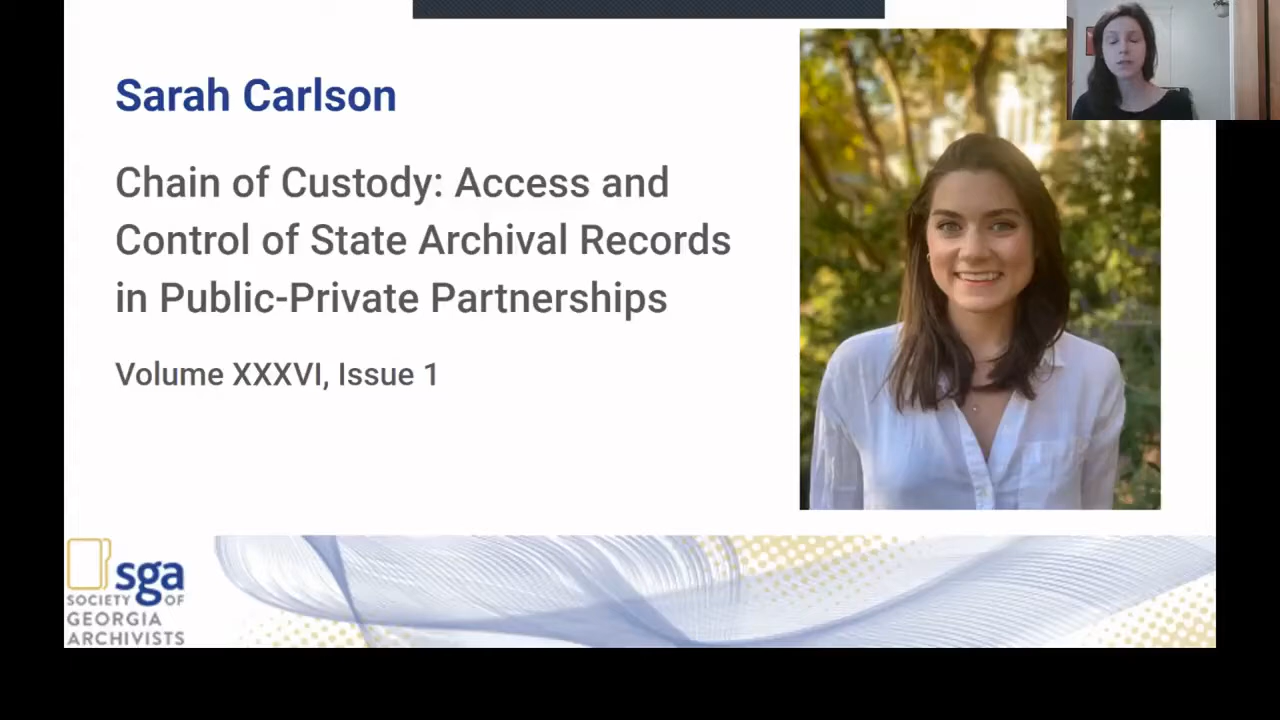 Sarah Carlson
Chain of Custody: Access and
Control of State Archival Records
in Public-Private Partnerships
Volume XXXVI, Issue 1
sga
SOCIETY OF
GEORGIA
ARCHIVISTS